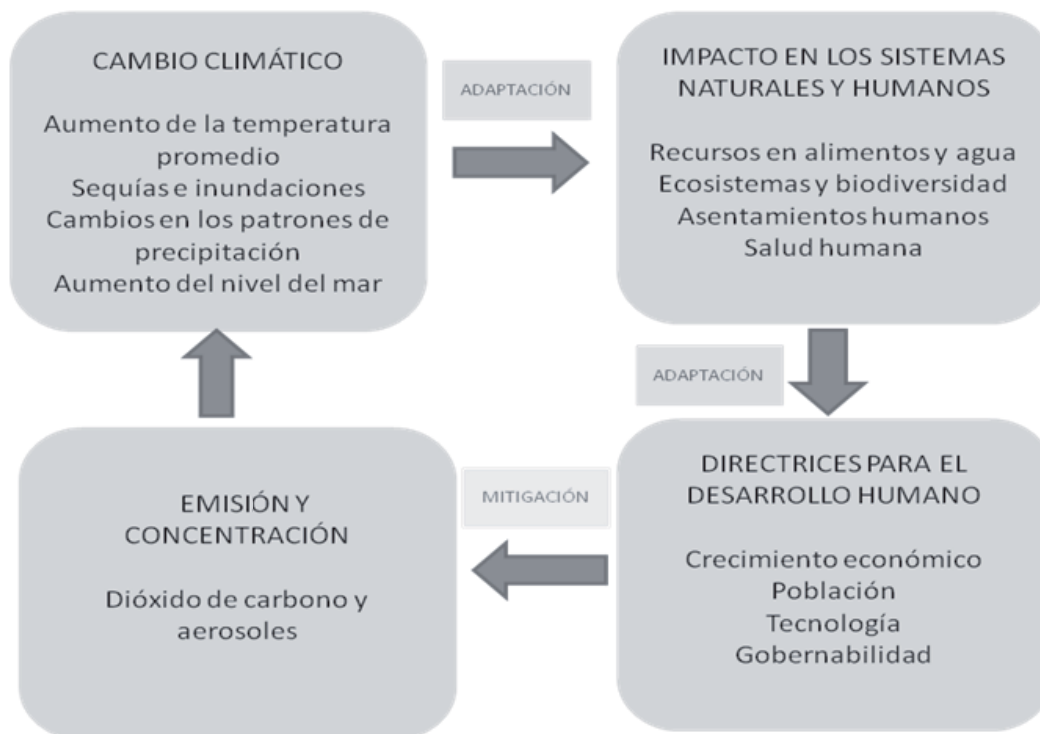 CAMBIO CLIMÁTICO
Aumento de la temperatura
promedio
Sequías e inundaciones
Cambios en los patrones de
precipitación
Aumento del nivel del mar
ADAPTACIÓN
IMPACTO EN LOS SISTEMAS
NATURALES Y HUMANOS
Recursos en alimentos y agua
Ecosistemas y biodiversidad
Asentamientos humanos
Salud humana
ADAPTACIÓN
DIRECTRICES PARA EL
DESARROLLO HUMANO
Crecimiento económico
Población
Tecnología
Gobernabilidad
MITIGACIÓN
EMISIÓN Y
CONCENTRACIÓN
Dióxido de carbono y
aerosoles